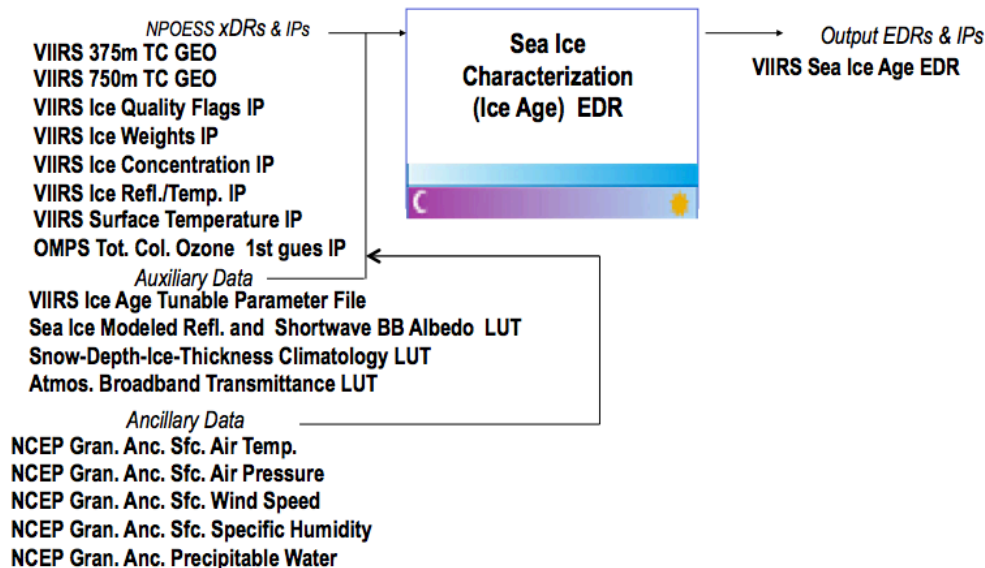 NPOESS xDRs & IPs
VIIRS 375m TC GEO
VIIRS 750m TC GEO
VIIRS Ice Quality Flags IP
VIIRS Ice Weights IP
VIIRS Ice Concentration IP
VIIRS Ice Refl./Temp. IP
VIIRS Surface Temperature IP
OMPS Tot. Col. Ozone 1st gues IP
Auxiliary Data
VIIRS Ice Age Tunable Parameter File
Sea Ice Modeled Refl. and Shortwave BB Albedo LUT
Snow-Depth-Ice-Thickness Climatology LUT
Atmos. Broadband Transmittance LUT
Ancillary Data
NCEP Gran. Anc. Sfc. Air Temp.
NCEP Gran. Anc. Sfc. Air Pressure
NCEP Gran. Anc. Sfc. Wind Speed
NCEP Gran. Anc. Sfc. Specific Humidity
NCEP Gran. Anc. Precipitable Water
Sea Ice
Characterization
(Ice Age) EDR
Output EDRs & IPs
VIIRS Sea Ice Age EDR